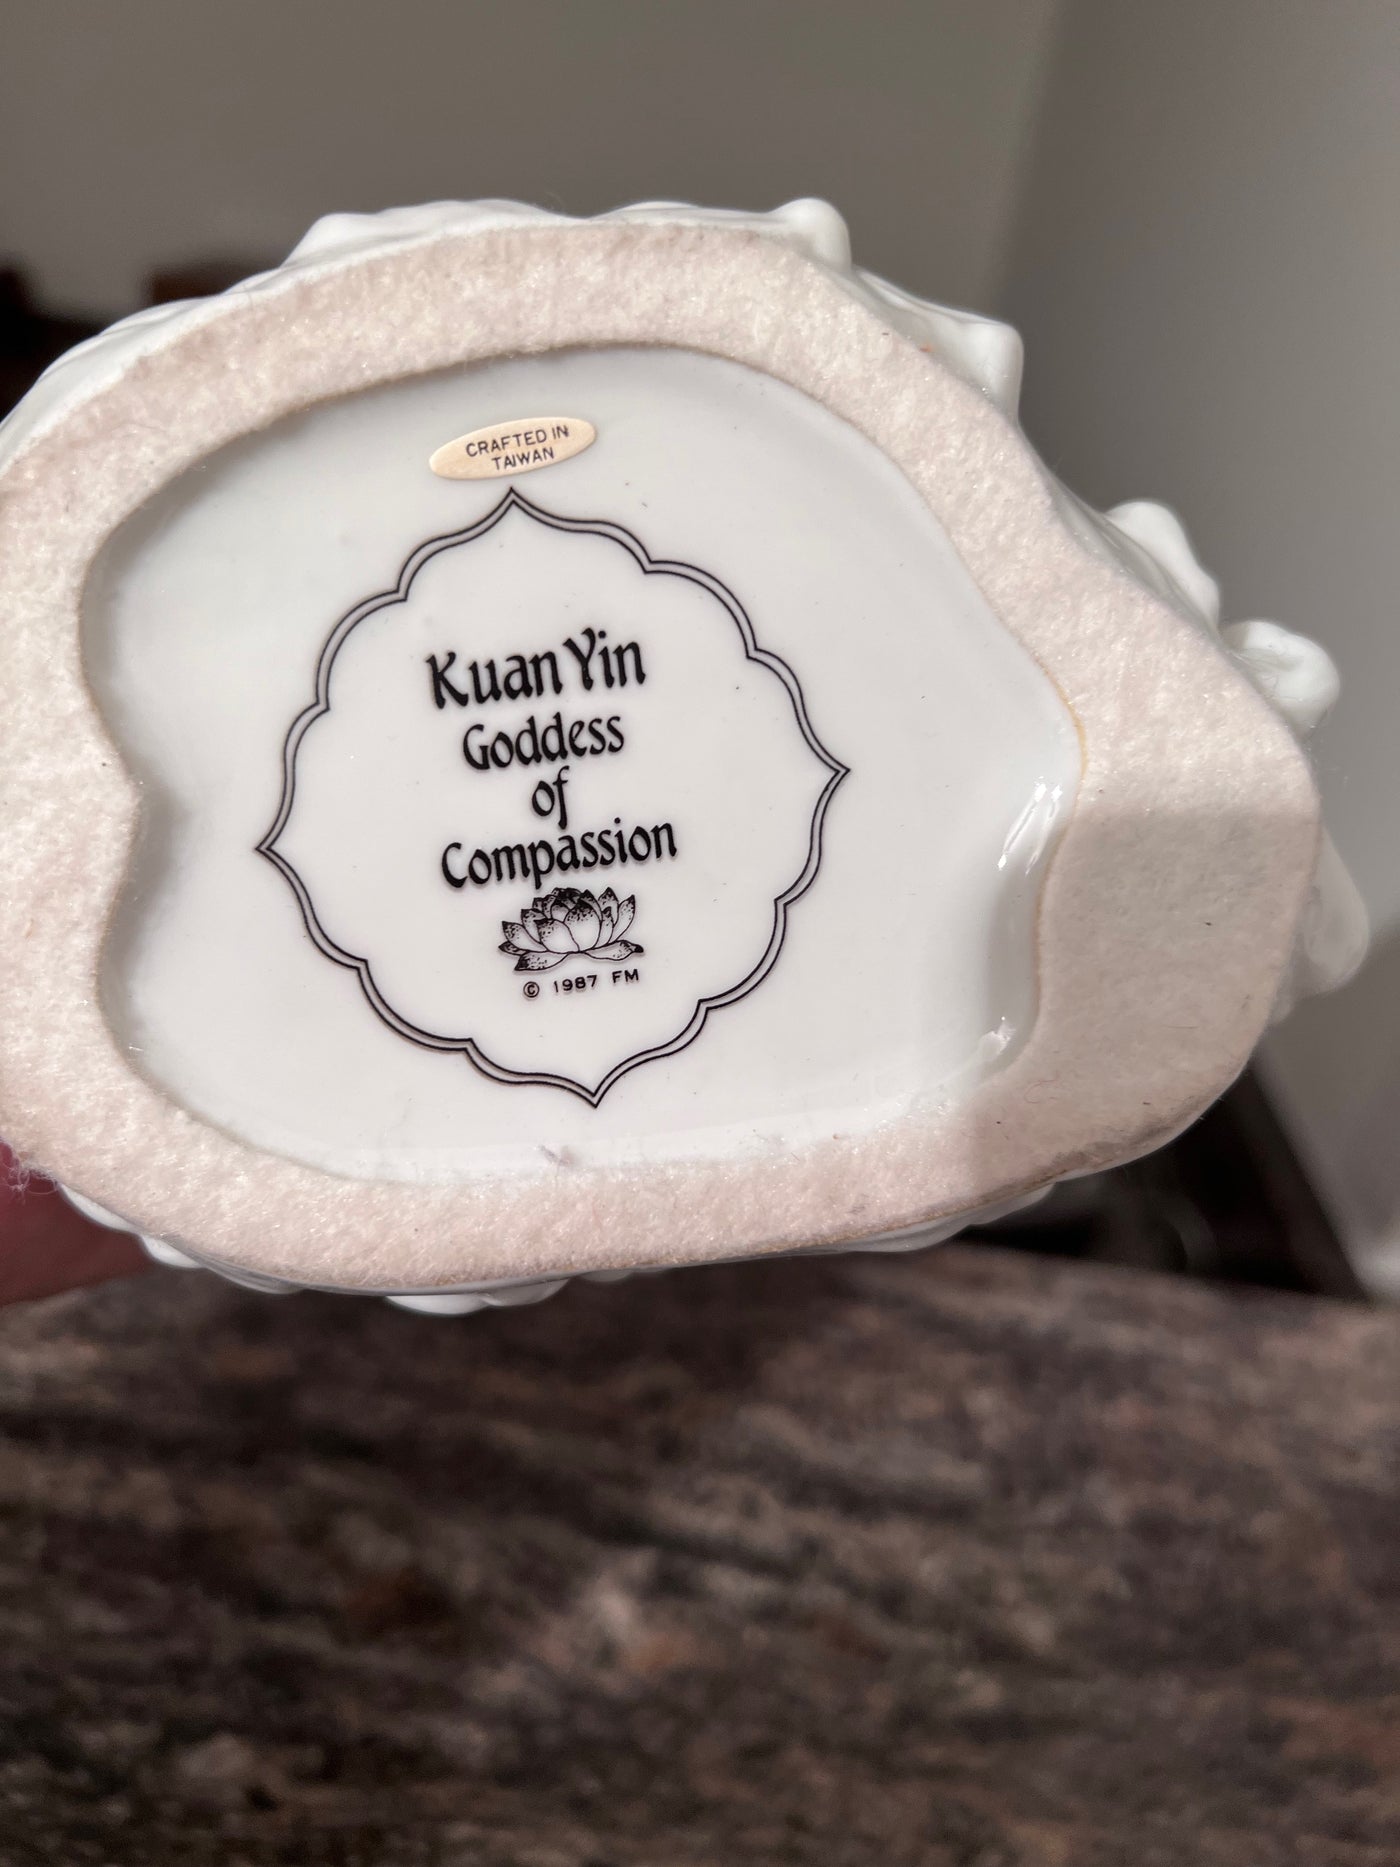 CRAFTED IN
TAIWAN
Kuan Yin
Goddess
of
Compassion
© 1987 FM